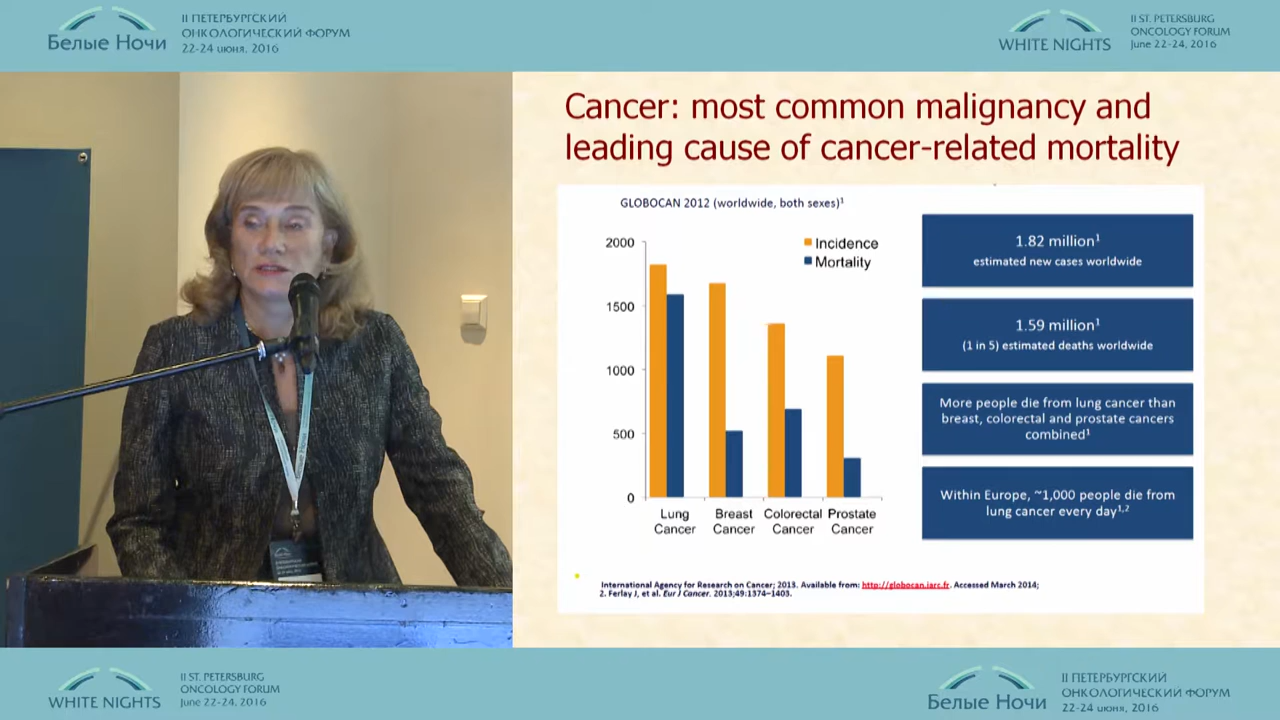 Белые Ночи
II ПЕТЕРБУРГСКИЙ
ОНКОЛОГИЧЕСКИЙ ФОРУМ
22-24 июня, 2016
WHITE NIGHTS
II ST. PETERSBURG
ONCOLOGY FORUM
June 22-24, 2016
Cancer: most common malignancy and
leading cause of cancer-related mortality
GLOBOCAN 2012 (worldwide, both sexes)¹
2000
1500
1000
500
0
Incidence
Mortality
Lung
Cancer
Breast
Cancer
Colorectal
Cancer
Prostate
Cancer
1.82 million¹
estimated new cases worldwide
1.59 million¹
(1 in 5) estimated deaths worldwide
More people die from lung cancer than
breast, colorectal and prostate cancers
combined¹
Within Europe, ~1,000 people die from
lung cancer every day¹,²
International Agency for Research on Cancer; 2013. Available from: http://globocan.iarc.fr. Accessed March 2014;
2. Ferlay J, et al. Eur J Cancer. 2013;49:1374–1403.
WHITE NIGHTS
II ST. PETERSBURG
ONCOLOGY FORUM
June 22-24, 2016
Белые Ночи
II ПЕТЕРБУРГСКИЙ
ОНКОЛОГИЧЕСКИЙ ФОРУМ
22-24 июня, 2016